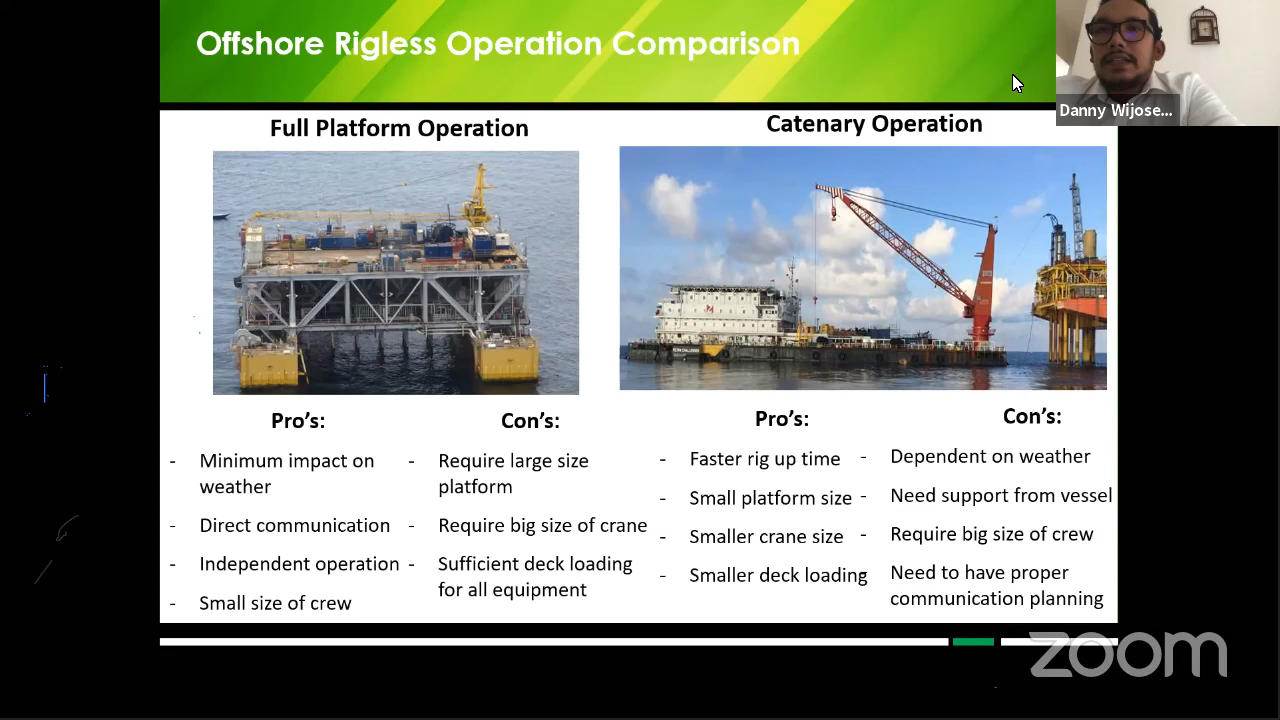 Offshore Rigless Operation Comparison
Danny Wijose...
Full Platform Operation
Catenary Operation
Pro's:
- Minimum impact on
weather
- Direct communication
- Independent operation
- Small size of crew
Con's:
- Require large size
platform
- Require big size of crane
- Sufficient deck loading
for all equipment
Pro's:
- Faster rig up time
- Small platform size
- Smaller crane size
- Smaller deck loading
Con's:
- Dependent on weather
- Need support from vessel
- Require big size of crew
- Need to have proper
communication planning
zoom